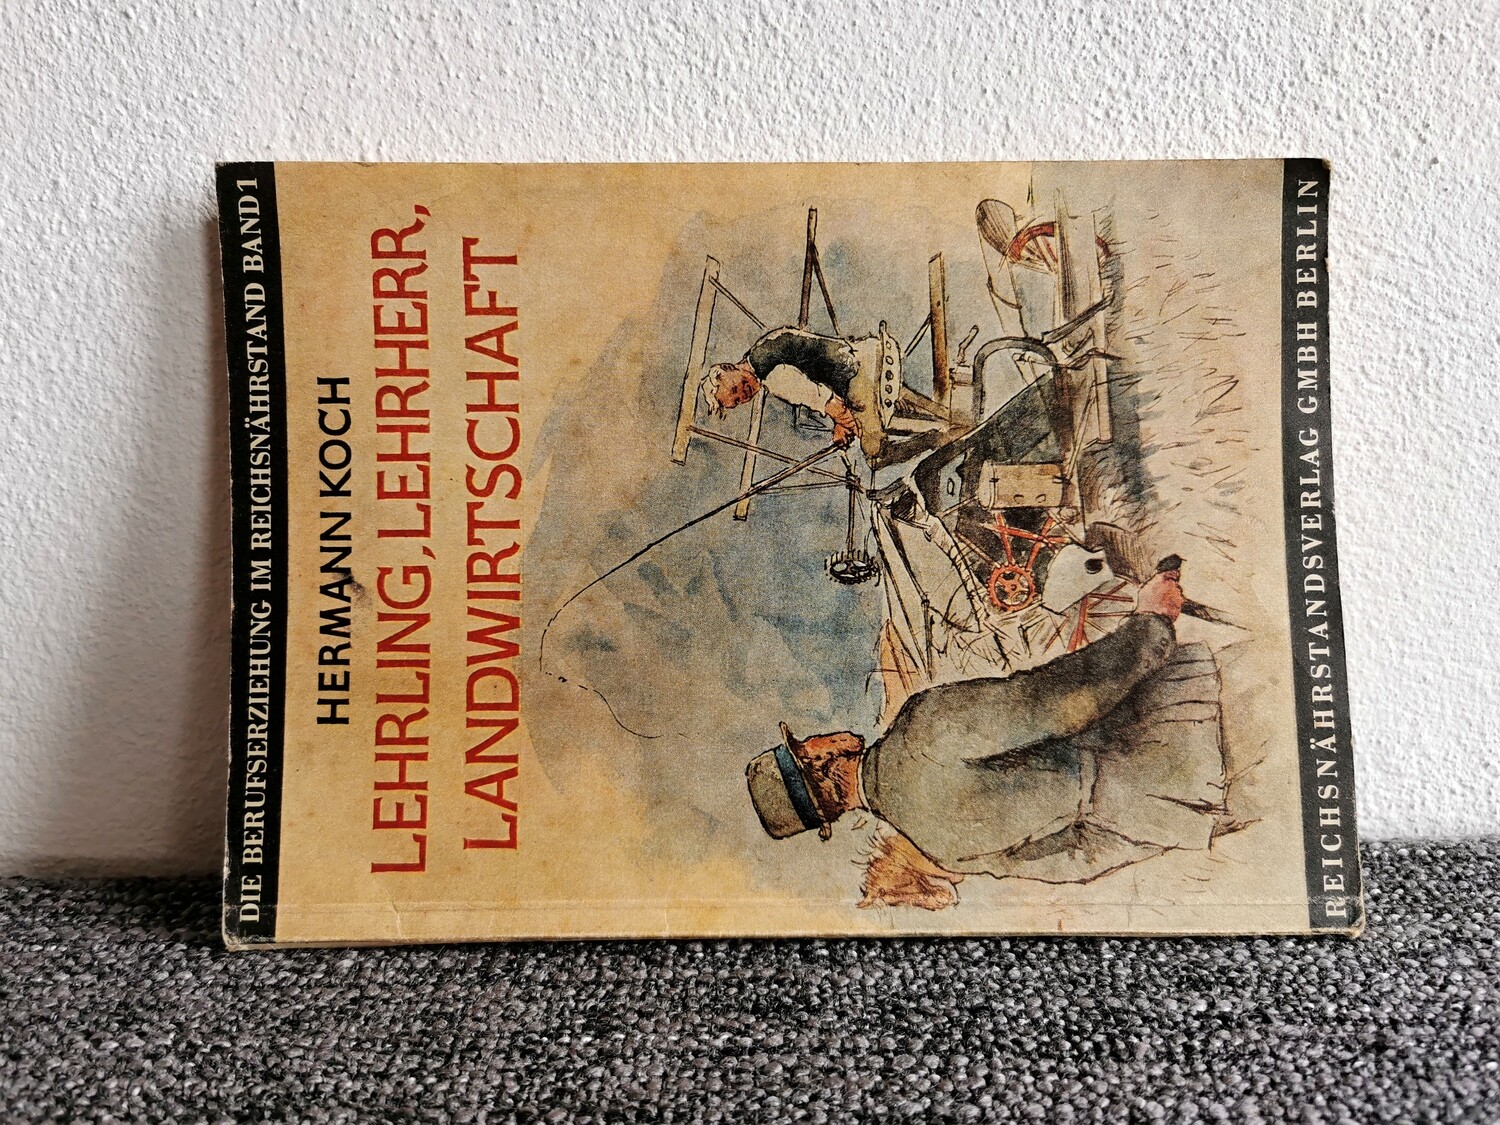 DIE BERUFSERZIEHUNG IM REICHSNÄHRSTAND BAND 1
HERMANN KOCH
LEHRLING, LEHRHERR,
LANDWIRTSCHAFT
REICHSNÄHRSTANDSVERLAG GMBH BERLIN